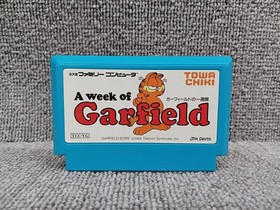 ファミリー コンピュータ
TOWA
CHIKI
A week of
ガーフィールドの一週間
Garfield
JIM DAVIS